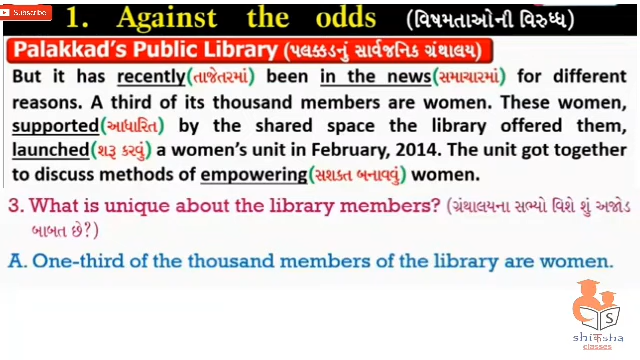 Subscribe
1. Against the odds (વિષમતાઓની વિરુધ્ધ)
Palakkad's Public Library (પલક્કડનું સાર્વજનિક ગ્રંથાલય)
But it has recently(તાજેતરમાં) been in the news(સમાચારમાં) for different
reasons. A third of its thousand members are women. These women,
supported(આધારિત) by the shared space the library offered them,
launched(શરૂ કરવું) a women's unit in February, 2014. The unit got together
to discuss methods of empowering(સશક્ત બનાવવું) women.
3. What is unique about the library members? (ગ્રંથાલયના સભ્યો વિશે શું અજોડ
બાબત છે?)
A. One-third of the thousand members of the library are women.
S
shiक्षा
classes